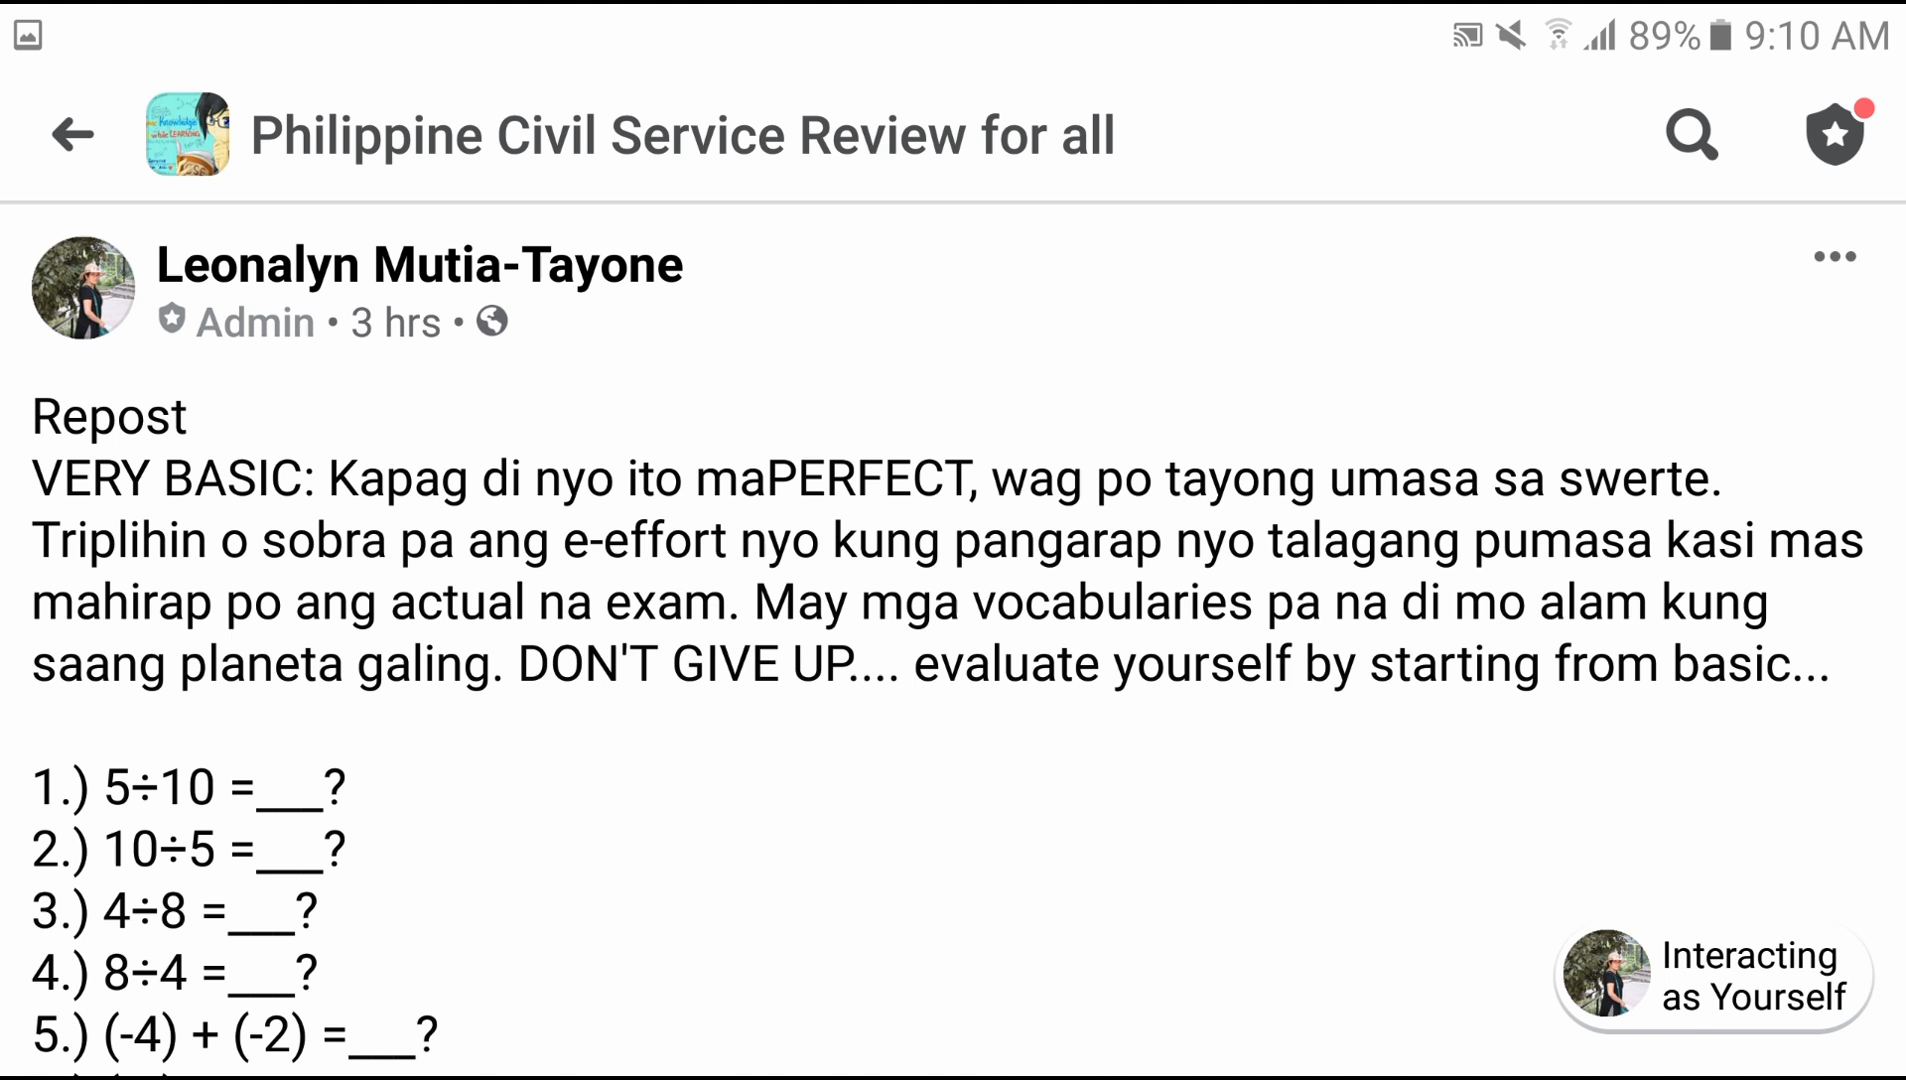 89% 9:10 AM
Philippine Civil Service Review for all
Leonalyn Mutia-Tayone
Admin • 3 hrs •
Repost
VERY BASIC: Kapag di nyo ito maPERFECT, wag po tayong umasa sa swerte.
Triplihin o sobra pa ang e-effort nyo kung pangarap nyo talagang pumasa kasi mas
mahirap po ang actual na exam. May mga vocabularies pa na di mo alam kung
saang planeta galing. DON'T GIVE UP.... evaluate yourself by starting from basic...
1.) 5÷10 =___?
2.) 10÷5 =___?
3.) 4÷8 =___?
4.) 8÷4 =___?
5.) (-4) + (-2) =___?
Interacting
as Yourself